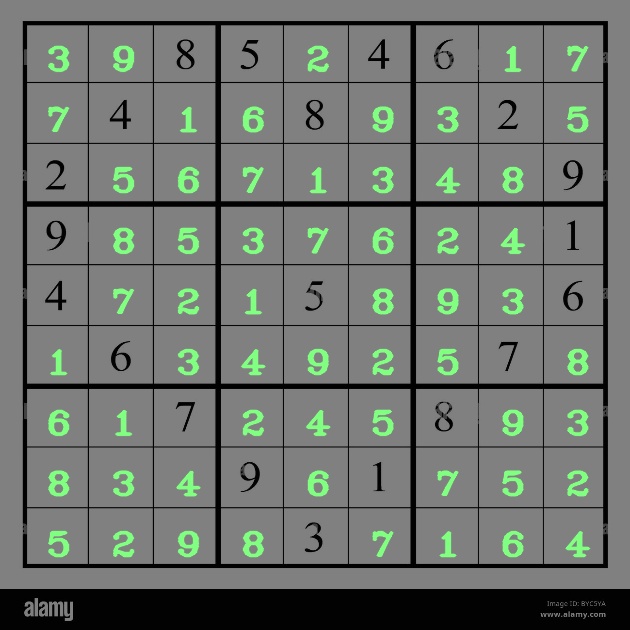 3 9 8 5 2 4 6 1 7
7 4 1 6 8 9 3 2 5
2 5 6 7 1 3 4 8 9
9 8 5 3 7 6 2 4 1
4 7 2 1 5 8 9 3 6
1 6 3 4 9 2 5 7 8
6 1 7 2 4 5 8 9 3
8 3 4 9 6 1 7 5 2
5 2 9 8 3 7 1 6 4
alamy
Image ID: BYC5YA
www.alamy.com